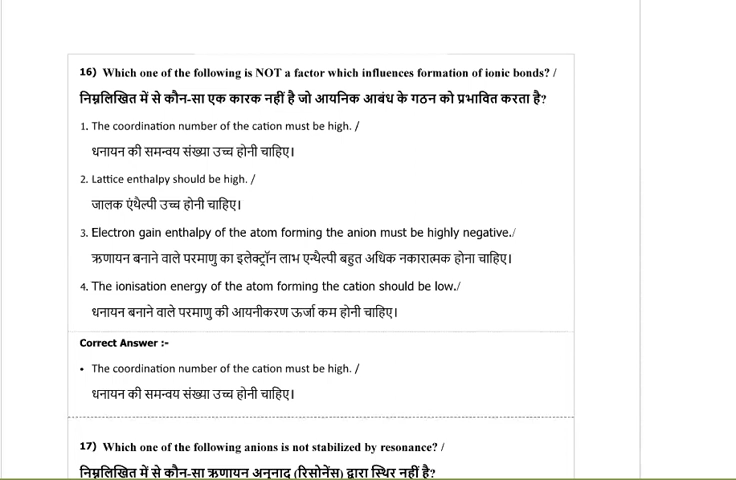 16) Which one of the following is NOT a factor which influences formation of ionic bonds? /
निम्नलिखित में से कौन-सा एक कारक नहीं है जो आयनिक आबंध के गठन को प्रभावित करता है?
1. The coordination number of the cation must be high. /
धनायन की समन्वय संख्या उच्च होनी चाहिए।
2. Lattice enthalpy should be high. /
जालक एंथैल्पी उच्च होनी चाहिए।
3. Electron gain enthalpy of the atom forming the anion must be highly negative./
ऋणायन बनाने वाले परमाणु का इलेक्ट्रॉन लाभ एन्थैल्पी बहुत अधिक नकारात्मक होना चाहिए।
4. The ionisation energy of the atom forming the cation should be low./
धनायन बनाने वाले परमाणु की आयनीकरण ऊर्जा कम होनी चाहिए।
Correct Answer :-
• The coordination number of the cation must be high. /
धनायन की समन्वय संख्या उच्च होनी चाहिए।
17) Which one of the following anions is not stabilized by resonance? /
निम्नलिखित में से कौन-सा ऋणायन अनुनाद (रिसोनेंस) द्वारा स्थिर नहीं है?